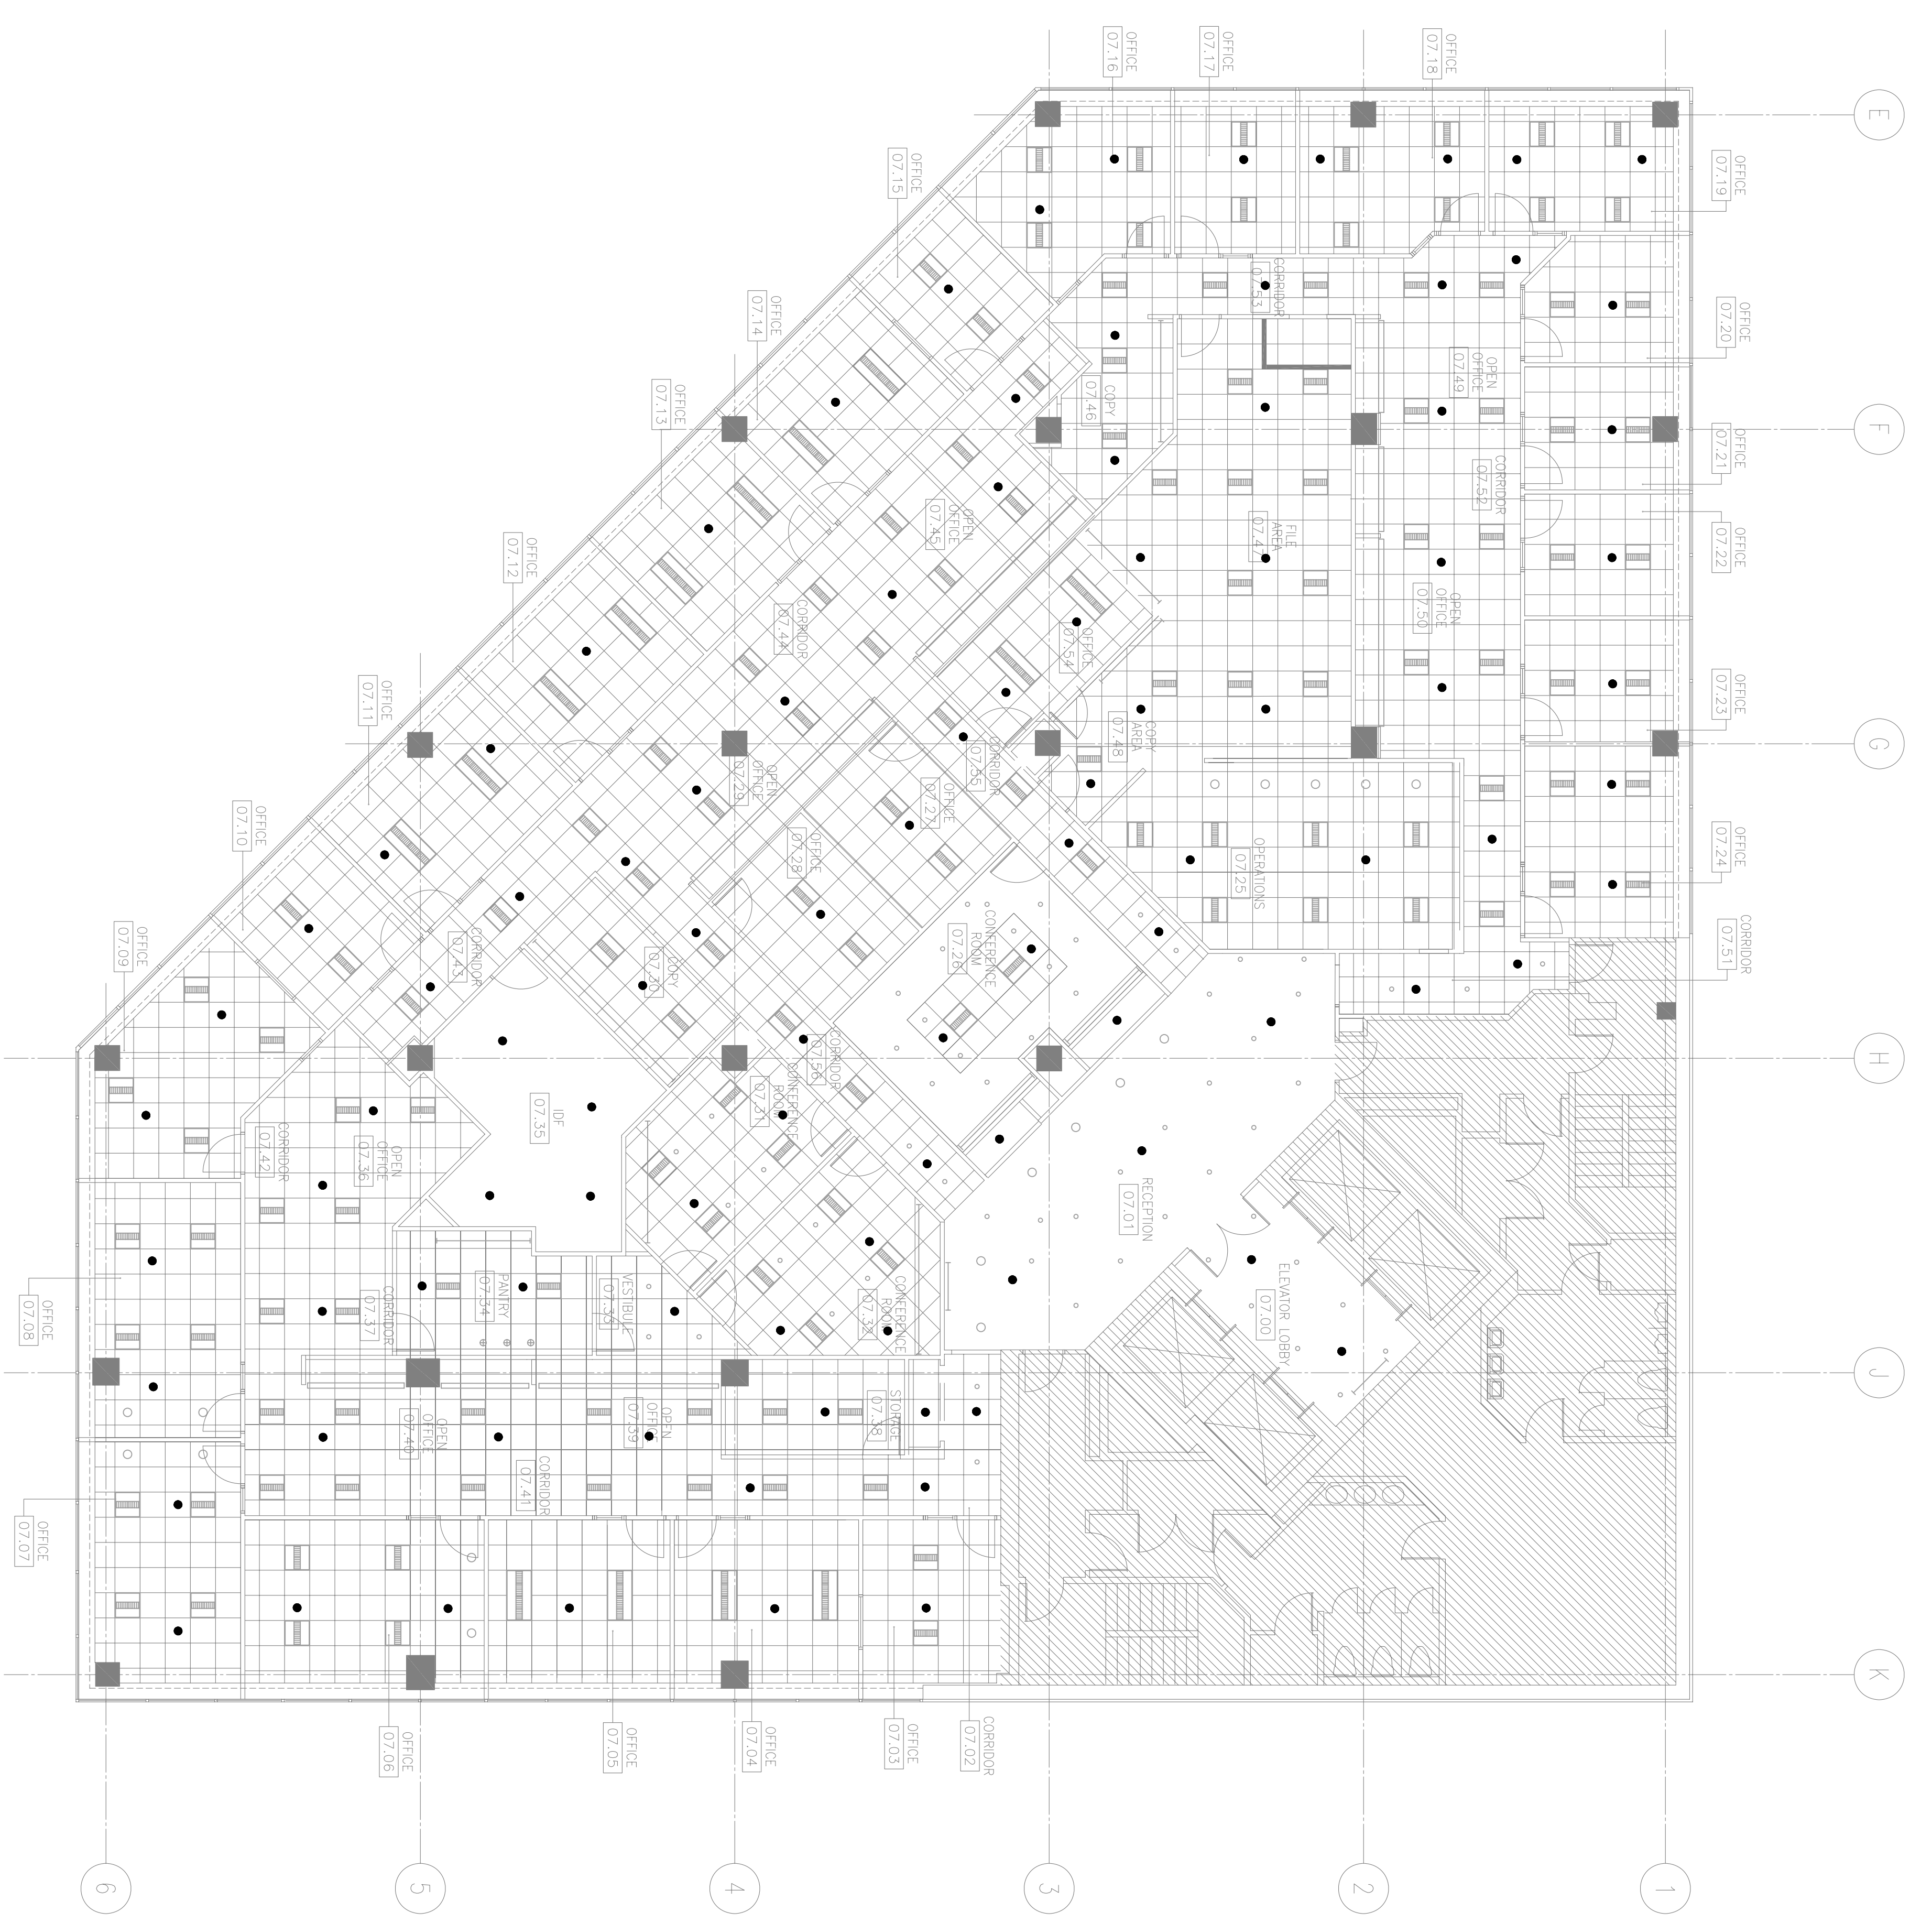 E
F
G
H
J
K
6
5
4
3
2
1
OFFICE
07.16
OFFICE
07.17
OFFICE
07.18
OFFICE
07.19
OFFICE
07.20
OFFICE
07.21
OFFICE
07.22
OFFICE
07.23
OFFICE
07.24
CORRIDOR
07.51
OFFICE
07.15
OFFICE
07.14
OFFICE
07.13
OFFICE
07.12
OFFICE
07.11
OFFICE
07.10
OFFICE
07.09
OFFICE
07.08
OFFICE
07.07
OFFICE
07.06
OFFICE
07.05
OFFICE
07.04
OFFICE
07.03
CORRIDOR
07.02
CORRIDOR
07.53
COPY
07.46
OPEN
OFFICE
07.49
CORRIDOR
07.52
FILE
AREA
07.47
OPEN
OFFICE
07.50
OPEN
OFFICE
07.45
CORRIDOR
07.44
OFFICE
07.54
COPY
AREA
07.48
CORRIDOR
07.55
OPEN
OFFICE
07.29
OFFICE
07.27
OFFICE
07.28
OPERATIONS
07.25
CONFERENCE
ROOM
07.26
COPY
07.30
CORRIDOR
07.43
CORRIDOR
07.56
CONFERENCE
ROOM
07.31
IDF
07.35
CORRIDOR
07.42
OPEN
OFFICE
07.36
RECEPTION
07.01
ELEVATOR LOBBY
07.00
CONFERENCE
ROOM
07.32
VESTIBULE
07.33
PANTRY
07.34
CORRIDOR
07.37
STORAGE
07.38
OPEN
OFFICE
07.39
OPEN
OFFICE
07.40
CORRIDOR
07.41